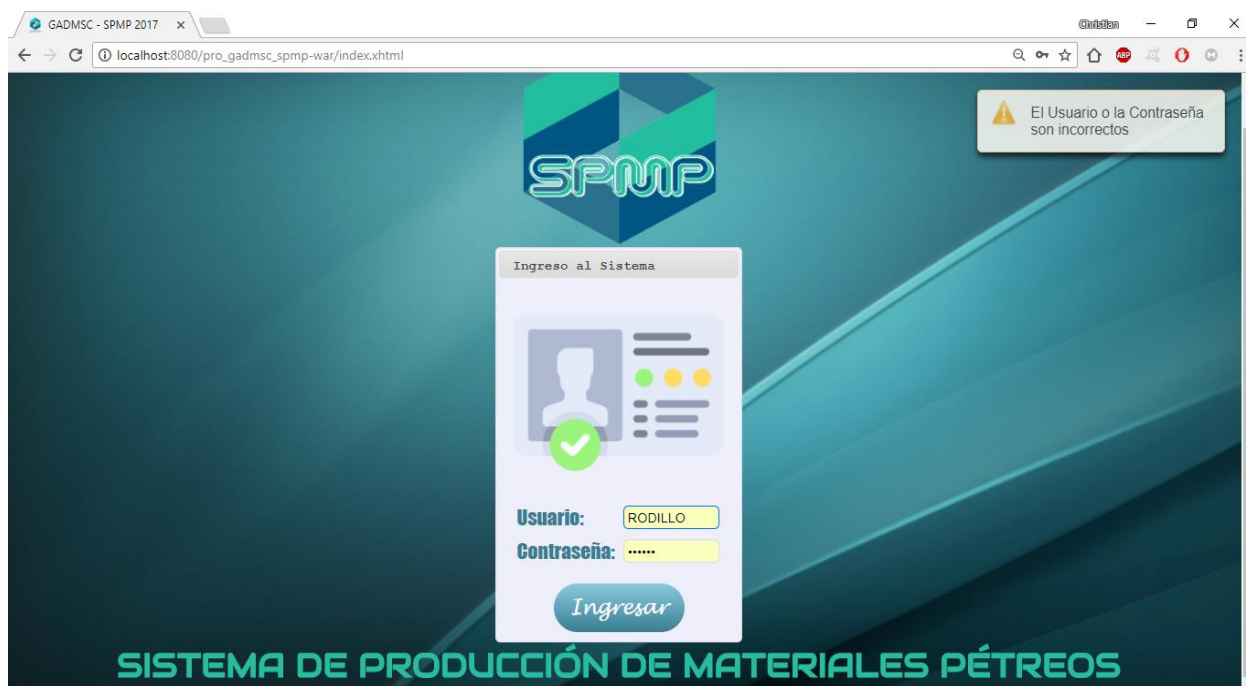 GADMSC - SPMP 2017
Christian
localhost:8080/pro_gadmsc_spmp-war/index.xhtml
ABP
SPMP
El Usuario o la Contraseña
son incorrectos
Ingreso al Sistema
Usuario: RODILLO
Contraseña: ••••••
Ingresar
SISTEMA DE PRODUCCIÓN DE MATERIALES PÉTREOS